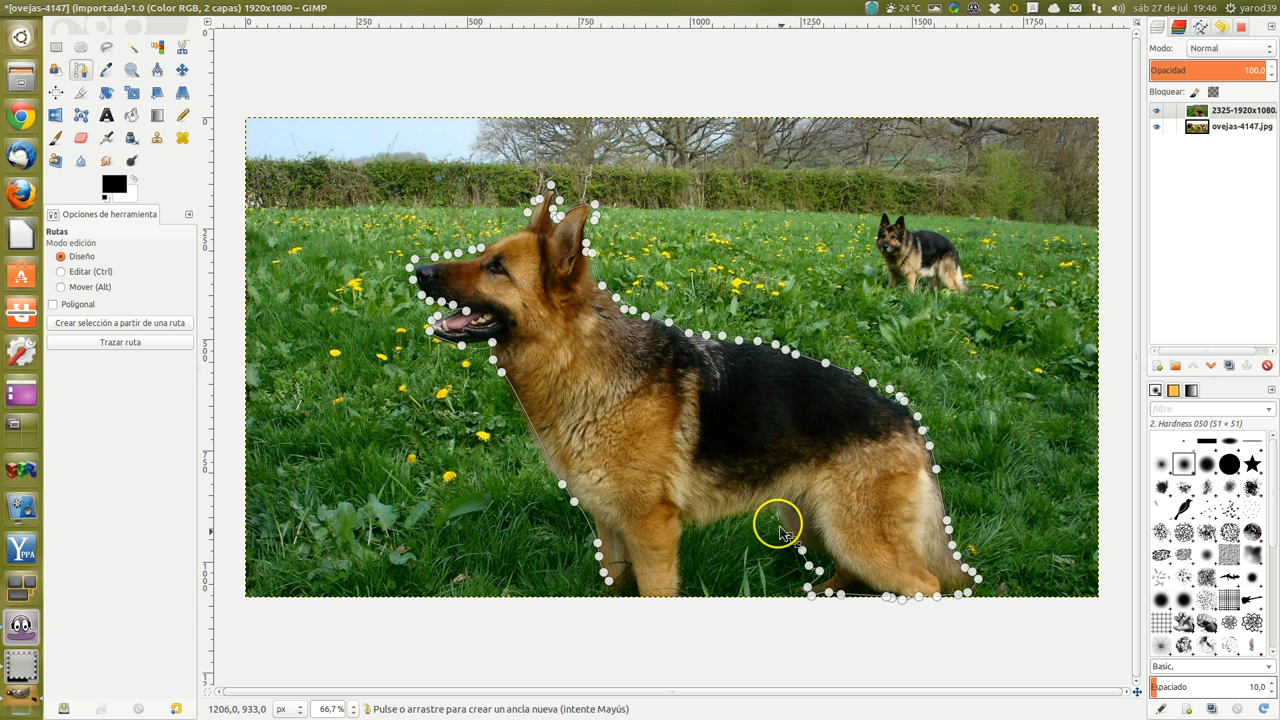 *[ovejas-4147] (importada)-1.0 (Color RGB, 2 capas) 1920x1080 – GIMP
24°C
sáb 27 de jul 19:46
yarod39
250
500
750
1000
1250
1500
1750
Modo:
Normal
Opacidad
100,0
Bloquear:
2325-1920x1080.
ovejas-4147.jpg
Opciones de herramienta
Rutas
Modo edición
Diseño
Editar (Ctrl)
Mover (Alt)
Poligonal
Crear selección a partir de una ruta
Trazar ruta
filtro
2. Hardness 050 (51 × 51)
Basic,
Espaciado
10,0
YPPA
1206,0, 933,0
px
66,7%
Pulse o arrastre para crear un ancla nueva (intente Mayús)